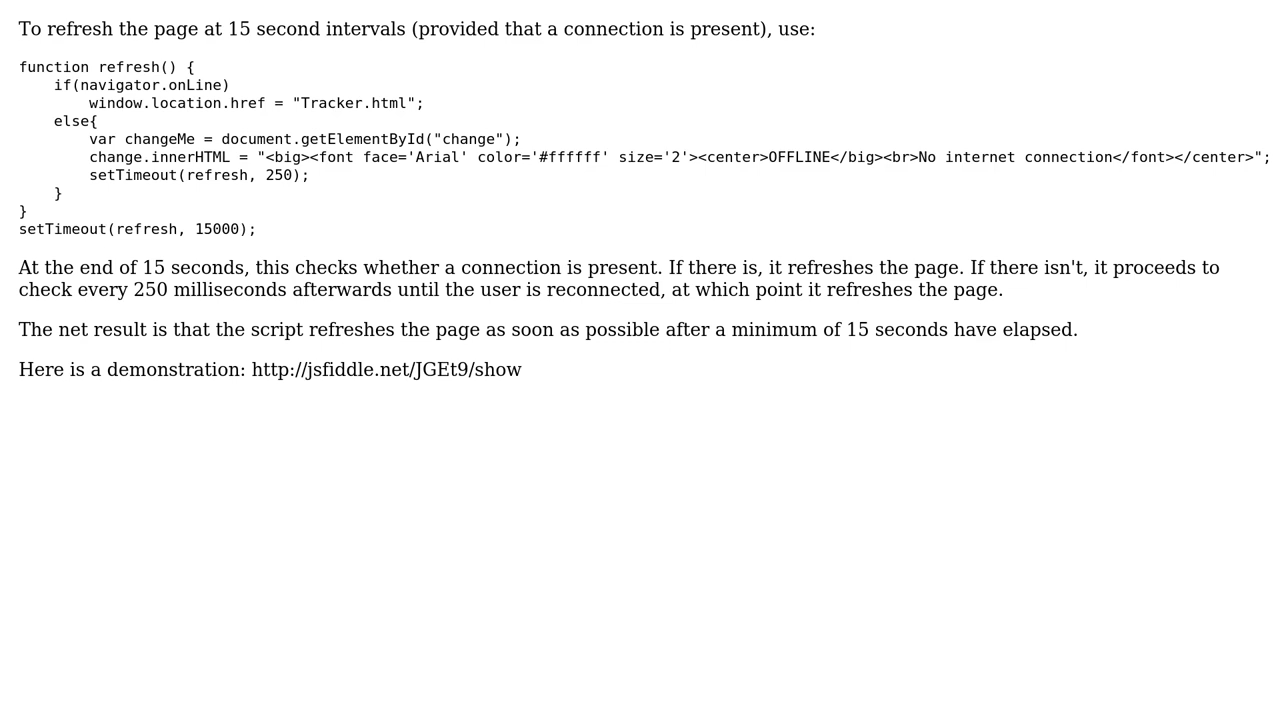 To refresh the page at 15 second intervals (provided that a connection is present), use:
function refresh() {
    if(navigator.onLine)
        window.location.href = "Tracker.html";
    else{
        var changeMe = document.getElementById("change");
        change.innerHTML = "<big><font face='Arial' color='#ffffff' size='2'><center>OFFLINE</big><br>No internet connection</font></center>";
        setTimeout(refresh, 250);
    }
}
setTimeout(refresh, 15000);
At the end of 15 seconds, this checks whether a connection is present. If there is, it refreshes the page. If there isn't, it proceeds to
check every 250 milliseconds afterwards until the user is reconnected, at which point it refreshes the page.
The net result is that the script refreshes the page as soon as possible after a minimum of 15 seconds have elapsed.
Here is a demonstration: http://jsfiddle.net/JGEt9/show